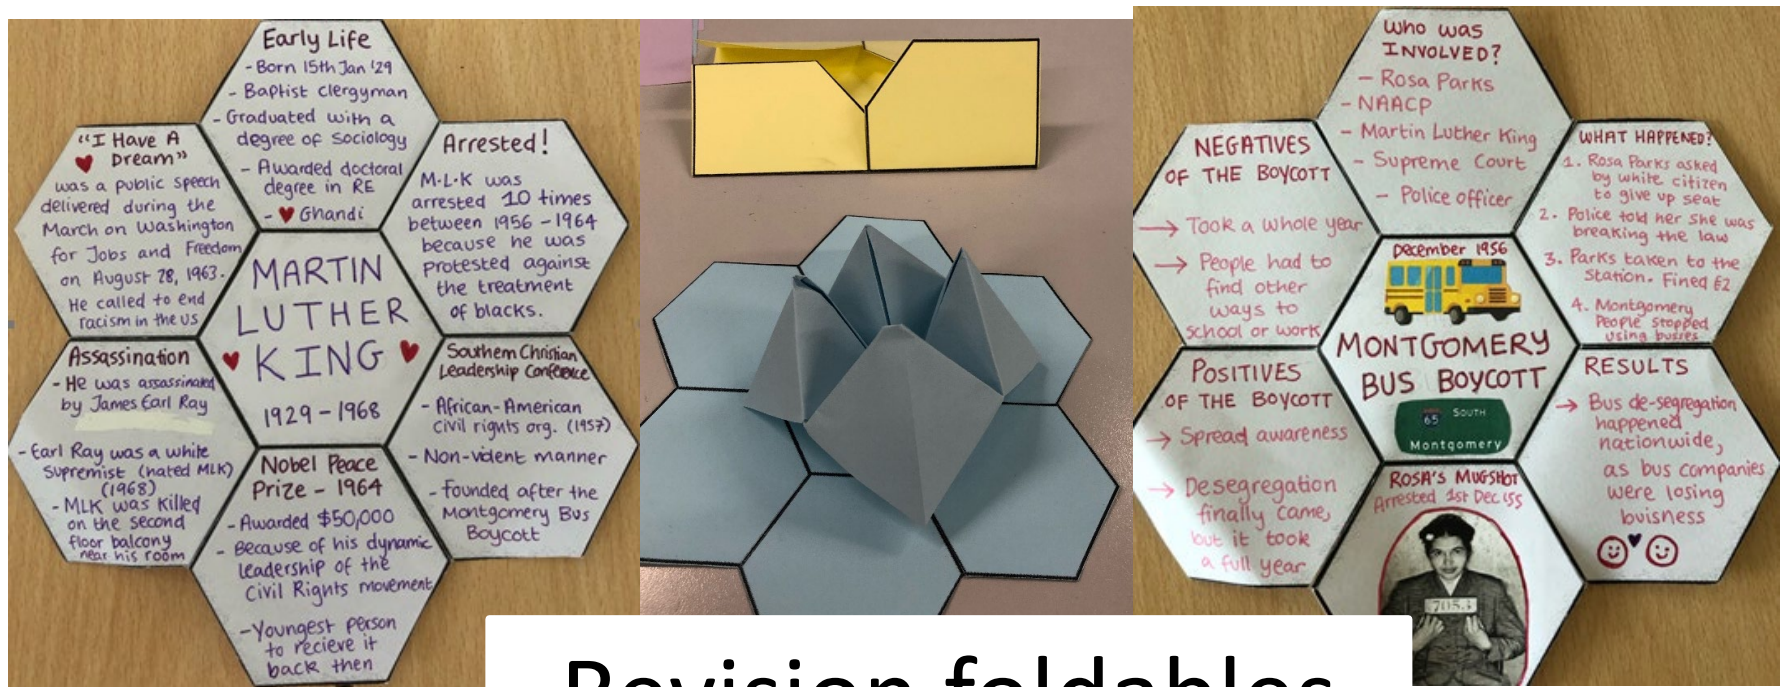 Early Life
- Born 15th Jan '29
- Baptist clergyman
- Graduated with a
degree of Sociology
- Awarded doctoral
degree in RE
- ♥ Ghandi
"I Have A
♥ Dream"
was a public speech
delivered during the
March on Washington
for Jobs and Freedom
on August 28, 1963.
He called to end
racism in the US
Arrested!
M.L.K was
arrested 10 times
between 1956 - 1964
because he was
protested against
the treatment
of blacks.
MARTIN
LUTHER
♥ KING ♥
1929 - 1968
Assassination
- He was assassinated
by James Earl Ray
- Earl Ray was a white
Supremist (hated MLK)
(1968)
- MLK was killed
on the second
floor balcony
near his room
Southern Christian
Leadership Conference
- African-American
civil rights org. (1957)
- Non-violent manner
- founded after the
Montgomery Bus
Boycott
Nobel Peace
Prize - 1964
- Awarded $50,000
- Because of his dynamic
leadership of the
Civil Rights movement
- Youngest person
to recieve it
back then
Who was
INVOLVED?
- Rosa Parks
- NAACP
- Martin Luther King
- Supreme Court
- Police officer
NEGATIVES
OF THE BOYCOTT
→ Took a whole year
→ People had to
find other
ways to
school or work
WHAT HAPPENED?
1. Rosa Parks asked
by white citizen
to give up seat
2. Police told her she was
breaking the law
3. Parks taken to the
station. Fined £2
4. Montgomery
People stopped
using busses
December 1956
MONTGOMERY
BUS BOYCOTT
65 SOUTH
Montgomery
POSITIVES
OF THE BOYCOTT
→ Spread awareness
→ Desegregation
finally came,
but it took
a full year
RESULTS
→ Bus de-segregation
happened
nationwide,
as bus companies
were losing
buisness
ROSA'S MUGSHOT
Arrested 1st Dec '55
7053
Revision foldables